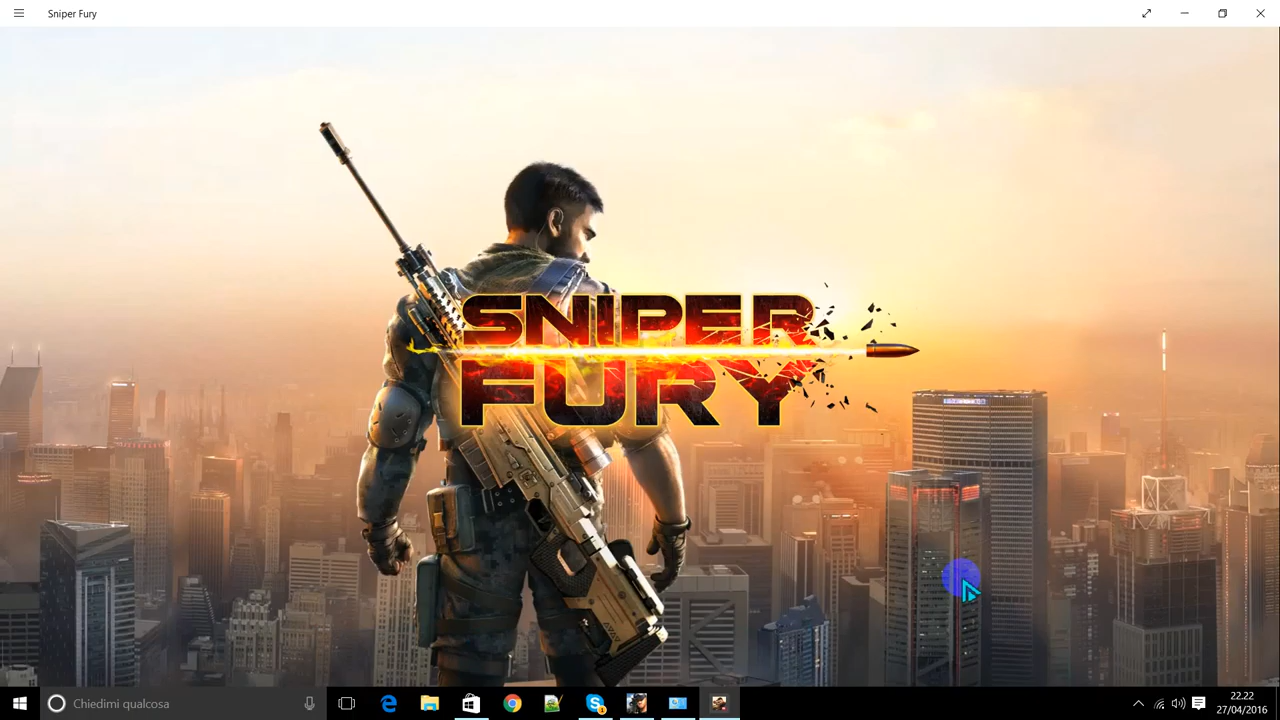 Sniper Fury
SNIPER
FURY
Chiedimi qualcosa
22.22
27/04/2016